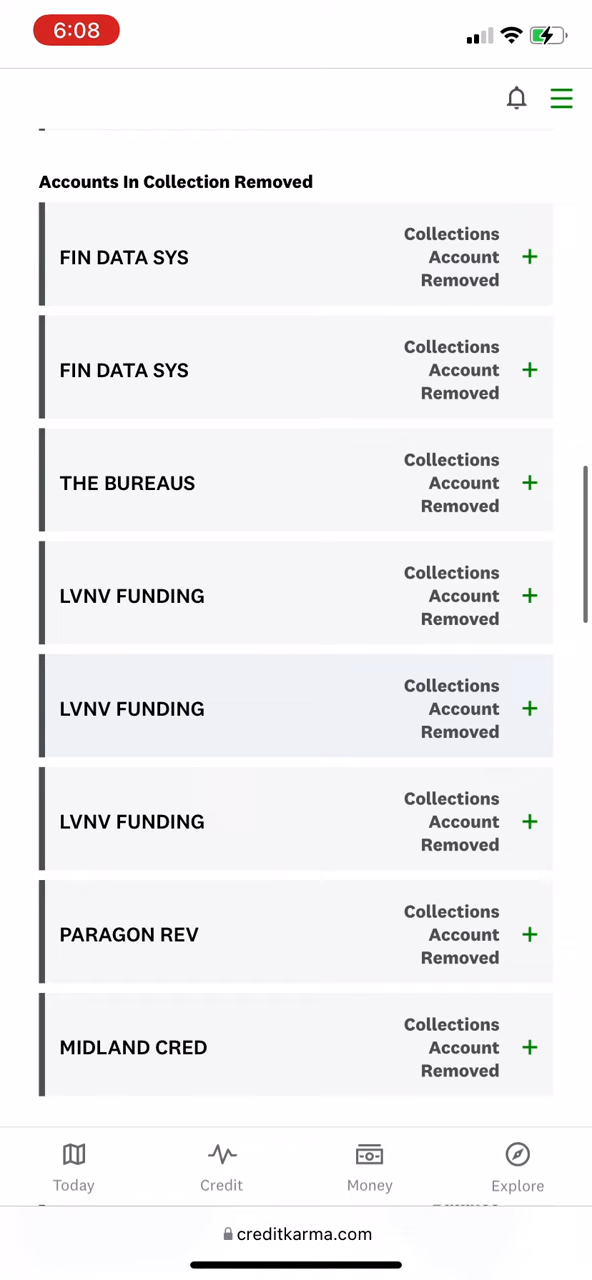 6:08
Accounts In Collection Removed
FIN DATA SYS
Collections
Account
Removed
+
FIN DATA SYS
Collections
Account
Removed
+
THE BUREAUS
Collections
Account
Removed
+
LVNV FUNDING
Collections
Account
Removed
+
LVNV FUNDING
Collections
Account
Removed
+
LVNV FUNDING
Collections
Account
Removed
+
PARAGON REV
Collections
Account
Removed
+
MIDLAND CRED
Collections
Account
Removed
+
Today
Credit
Money
Explore
creditkarma.com